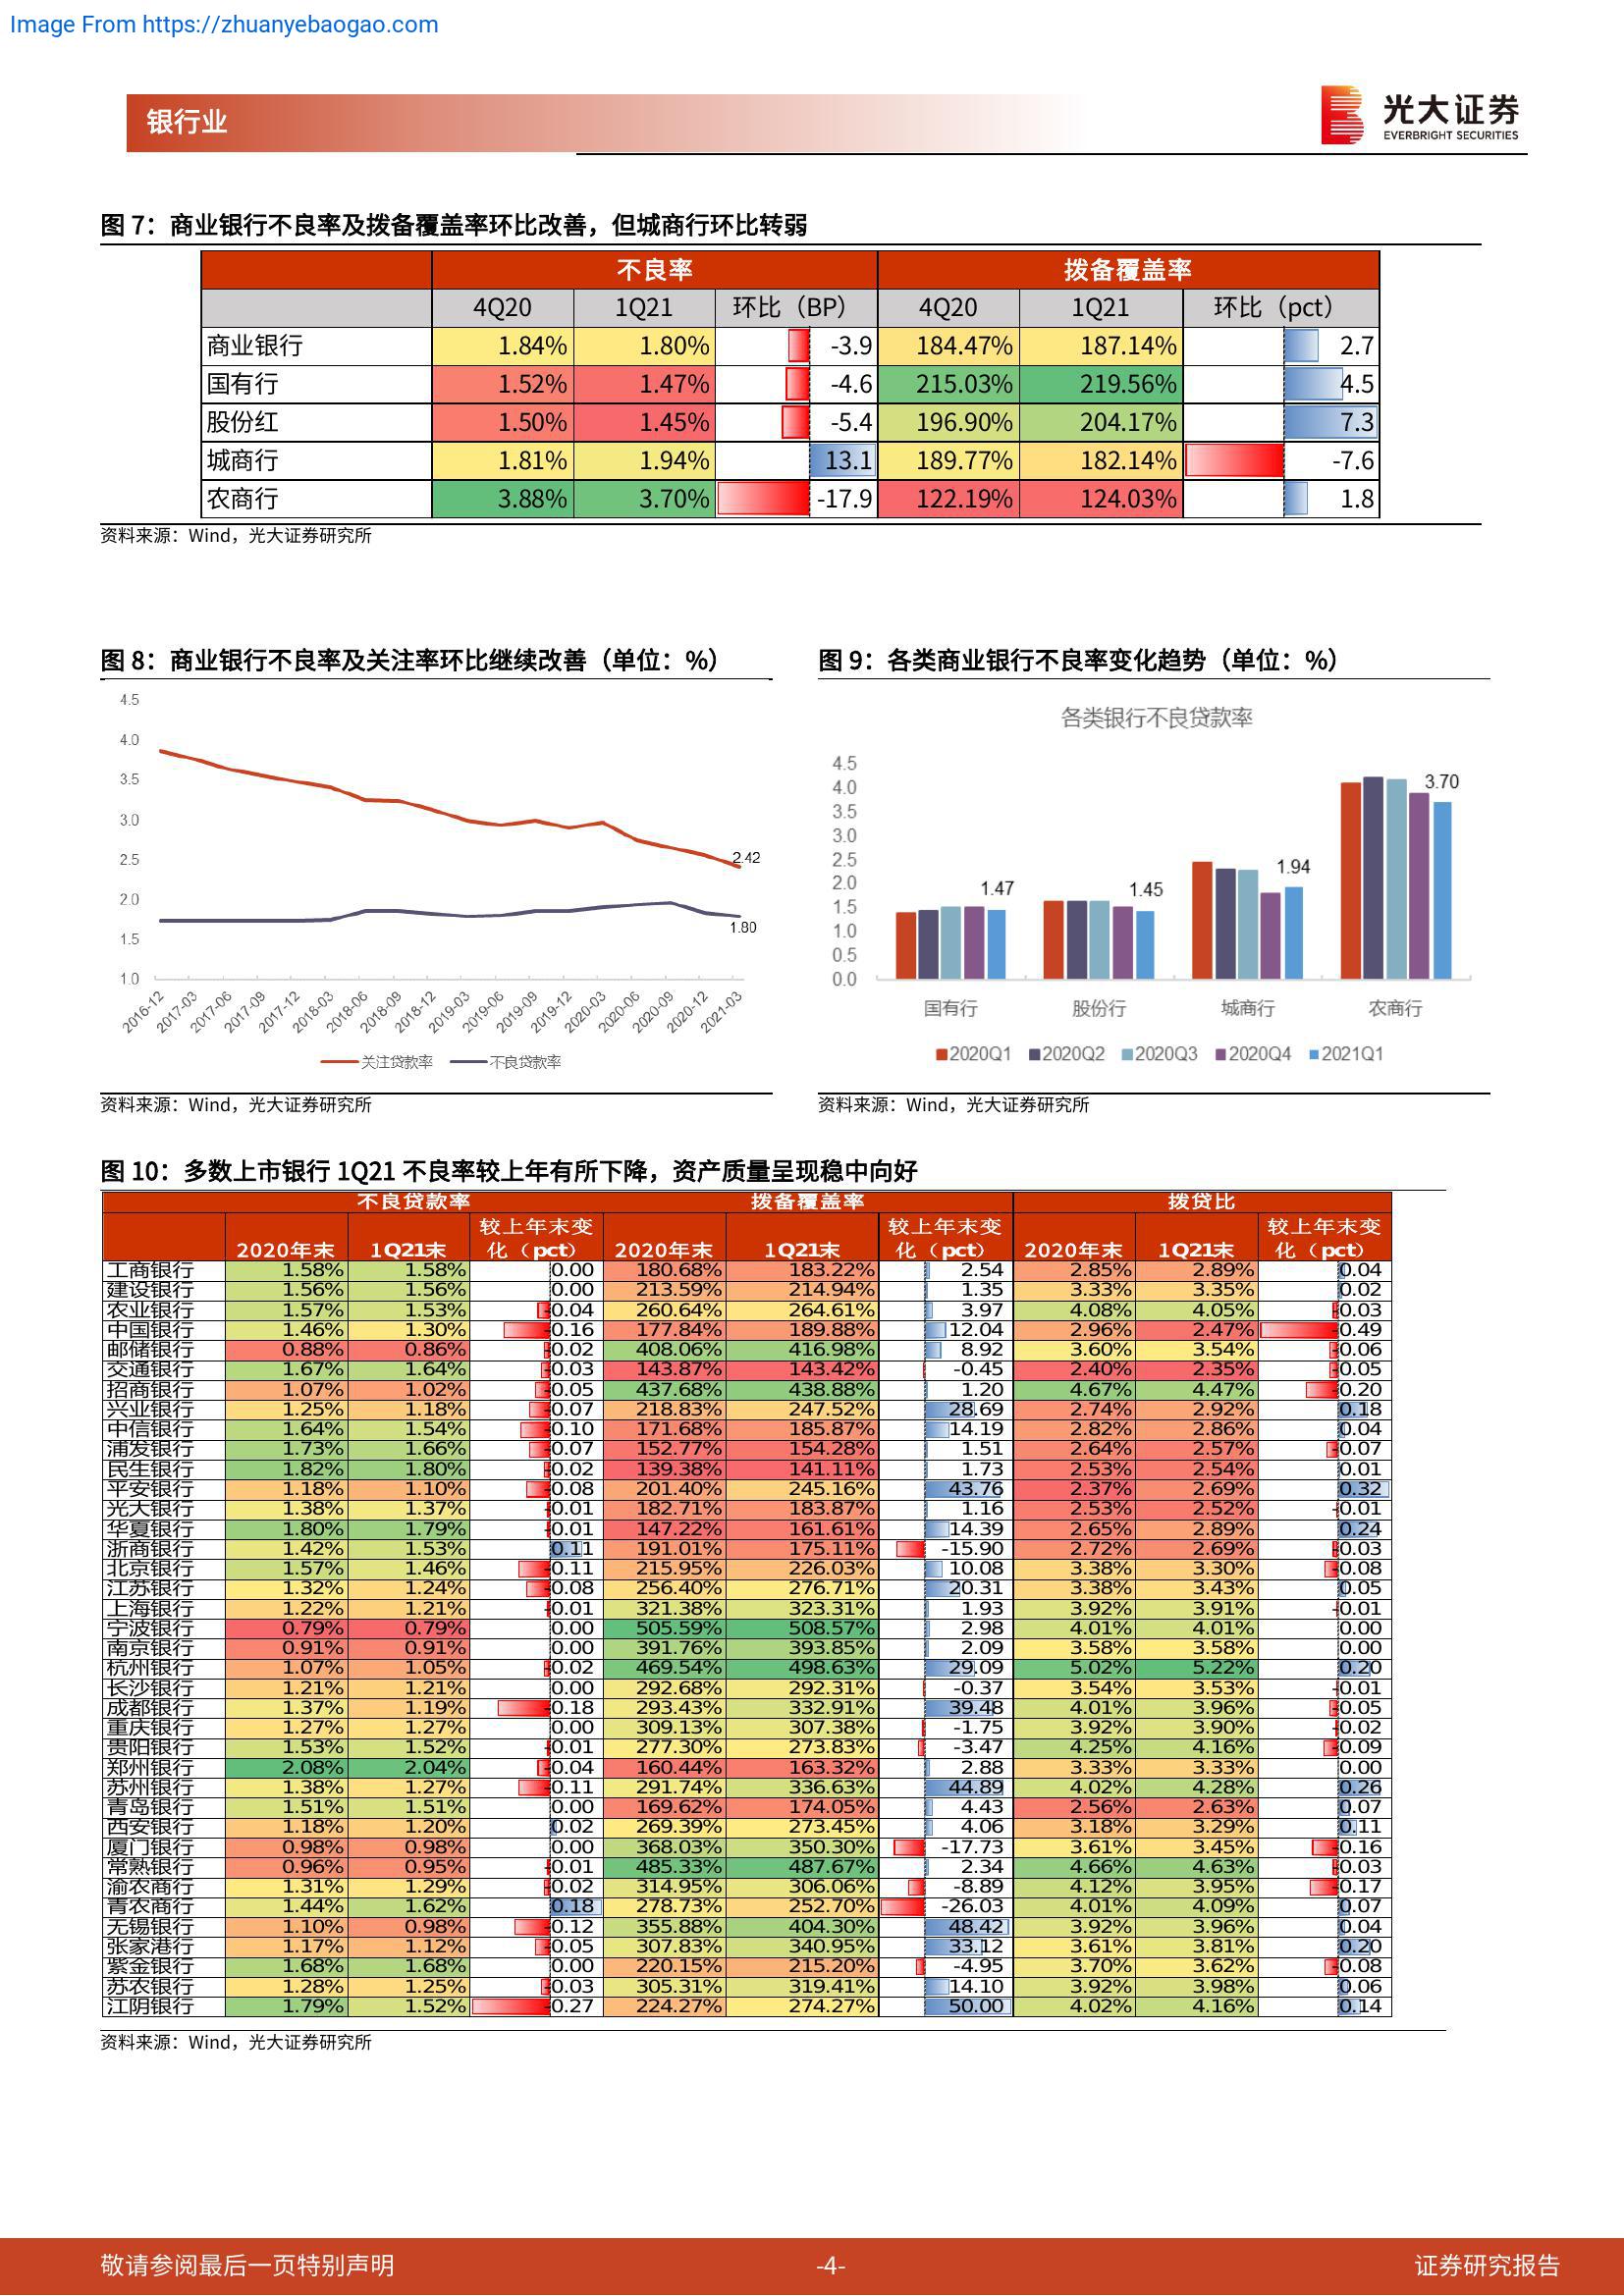 Image From https://zhuanyebaogao.com
银行业
光大证券
EVERBRIGHT SECURITIES
图 7：商业银行不良率及拨备覆盖率环比改善，但城商行环比转弱
不良率 拨备覆盖率
4Q20 1Q21 环比（BP） 4Q20 1Q21 环比（pct）
商业银行 1.84% 1.80% -3.9 184.47% 187.14% 2.7
国有行 1.52% 1.47% -4.6 215.03% 219.56% 4.5
股份红 1.50% 1.45% -5.4 196.90% 204.17% 7.3
城商行 1.81% 1.94% 13.1 189.77% 182.14% -7.6
农商行 3.88% 3.70% -17.9 122.19% 124.03% 1.8
资料来源：Wind，光大证券研究所
图 8：商业银行不良率及关注率环比继续改善（单位：%）
4.5
4.0
3.5
3.0
2.5
2.0
1.5
1.0
2.42
1.80
2016-12 2017-03 2017-06 2017-09 2017-12 2018-03 2018-06 2018-09 2018-12 2019-03 2019-06 2019-09 2019-12 2020-03 2020-06 2020-09 2020-12 2021-03
关注贷款率 不良贷款率
资料来源：Wind，光大证券研究所
图 9：各类商业银行不良率变化趋势（单位：%）
各类银行不良贷款率
4.5
4.0
3.5
3.0
2.5
2.0
1.5
1.0
0.5
0.0
1.47 1.45 1.94 3.70
国有行 股份行 城商行 农商行
2020Q1 2020Q2 2020Q3 2020Q4 2021Q1
资料来源：Wind，光大证券研究所
图 10：多数上市银行 1Q21 不良率较上年有所下降，资产质量呈现稳中向好
不良贷款率 拨备覆盖率 拨贷比
2020年末 1Q21末 较上年末变化（pct） 2020年末 1Q21末 较上年末变化（pct） 2020年末 1Q21末 较上年末变化（pct）
工商银行 1.58% 1.58% 0.00 180.68% 183.22% 2.54 2.85% 2.89% 0.04
建设银行 1.56% 1.56% 0.00 213.59% 214.94% 1.35 3.33% 3.35% 0.02
农业银行 1.57% 1.53% -0.04 260.64% 264.61% 3.97 4.08% 4.05% -0.03
中国银行 1.46% 1.30% -0.16 177.84% 189.88% 12.04 2.96% 2.47% -0.49
邮储银行 0.88% 0.86% -0.02 408.06% 416.98% 8.92 3.60% 3.54% -0.06
交通银行 1.67% 1.64% -0.03 143.87% 143.42% -0.45 2.40% 2.35% -0.05
招商银行 1.07% 1.02% -0.05 437.68% 438.88% 1.20 4.67% 4.47% -0.20
兴业银行 1.25% 1.18% -0.07 218.83% 247.52% 28.69 2.74% 2.92% 0.18
中信银行 1.64% 1.54% -0.10 171.68% 185.87% 14.19 2.82% 2.86% 0.04
浦发银行 1.73% 1.66% -0.07 152.77% 154.28% 1.51 2.64% 2.57% -0.07
民生银行 1.82% 1.80% -0.02 139.38% 141.11% 1.73 2.53% 2.54% 0.01
平安银行 1.18% 1.10% -0.08 201.40% 245.16% 43.76 2.37% 2.69% 0.32
光大银行 1.38% 1.37% -0.01 182.71% 183.87% 1.16 2.53% 2.52% -0.01
华夏银行 1.80% 1.79% -0.01 147.22% 161.61% 14.39 2.65% 2.89% 0.24
浙商银行 1.42% 1.53% 0.11 191.01% 175.11% -15.90 2.72% 2.69% -0.03
北京银行 1.57% 1.46% -0.11 215.95% 226.03% 10.08 3.38% 3.30% -0.08
江苏银行 1.32% 1.24% -0.08 256.40% 276.71% 20.31 3.38% 3.43% 0.05
上海银行 1.22% 1.21% -0.01 321.38% 323.31% 1.93 3.92% 3.91% -0.01
宁波银行 0.79% 0.79% 0.00 505.59% 508.57% 2.98 4.01% 4.01% 0.00
南京银行 0.91% 0.91% 0.00 391.76% 393.85% 2.09 3.58% 3.58% 0.00
杭州银行 1.07% 1.05% -0.02 469.54% 498.63% 29.09 5.02% 5.22% 0.20
长沙银行 1.21% 1.21% 0.00 292.68% 292.31% -0.37 3.54% 3.53% -0.01
成都银行 1.37% 1.19% -0.18 293.43% 332.91% 39.48 4.01% 3.96% -0.05
重庆银行 1.27% 1.27% 0.00 309.13% 307.38% -1.75 3.92% 3.90% -0.02
贵阳银行 1.53% 1.52% -0.01 277.30% 273.83% -3.47 4.25% 4.16% -0.09
郑州银行 2.08% 2.04% -0.04 160.44% 163.32% 2.88 3.33% 3.33% 0.00
苏州银行 1.38% 1.27% -0.11 291.74% 336.63% 44.89 4.02% 4.28% 0.26
青岛银行 1.51% 1.51% 0.00 169.62% 174.05% 4.43 2.56% 2.63% 0.07
西安银行 1.18% 1.20% 0.02 269.39% 273.45% 4.06 3.18% 3.29% 0.11
厦门银行 0.98% 0.98% 0.00 368.03% 350.30% -17.73 3.61% 3.45% -0.16
常熟银行 0.96% 0.95% -0.01 485.33% 487.67% 2.34 4.66% 4.63% -0.03
渝农商行 1.31% 1.29% -0.02 314.95% 306.06% -8.89 4.12% 3.95% -0.17
青农商行 1.44% 1.62% 0.18 278.73% 252.70% -26.03 4.01% 4.09% 0.07
无锡银行 1.10% 0.98% -0.12 355.88% 404.30% 48.42 3.92% 3.96% 0.04
张家港行 1.17% 1.12% -0.05 307.83% 340.95% 33.12 3.61% 3.81% 0.20
紫金银行 1.68% 1.68% 0.00 220.15% 215.20% -4.95 3.70% 3.62% -0.08
苏农银行 1.28% 1.25% -0.03 305.31% 319.41% 14.10 3.92% 3.98% 0.06
江阴银行 1.79% 1.52% -0.27 224.27% 274.27% 50.00 4.02% 4.16% 0.14
资料来源：Wind，光大证券研究所
敬请参阅最后一页特别声明 -4- 证券研究报告